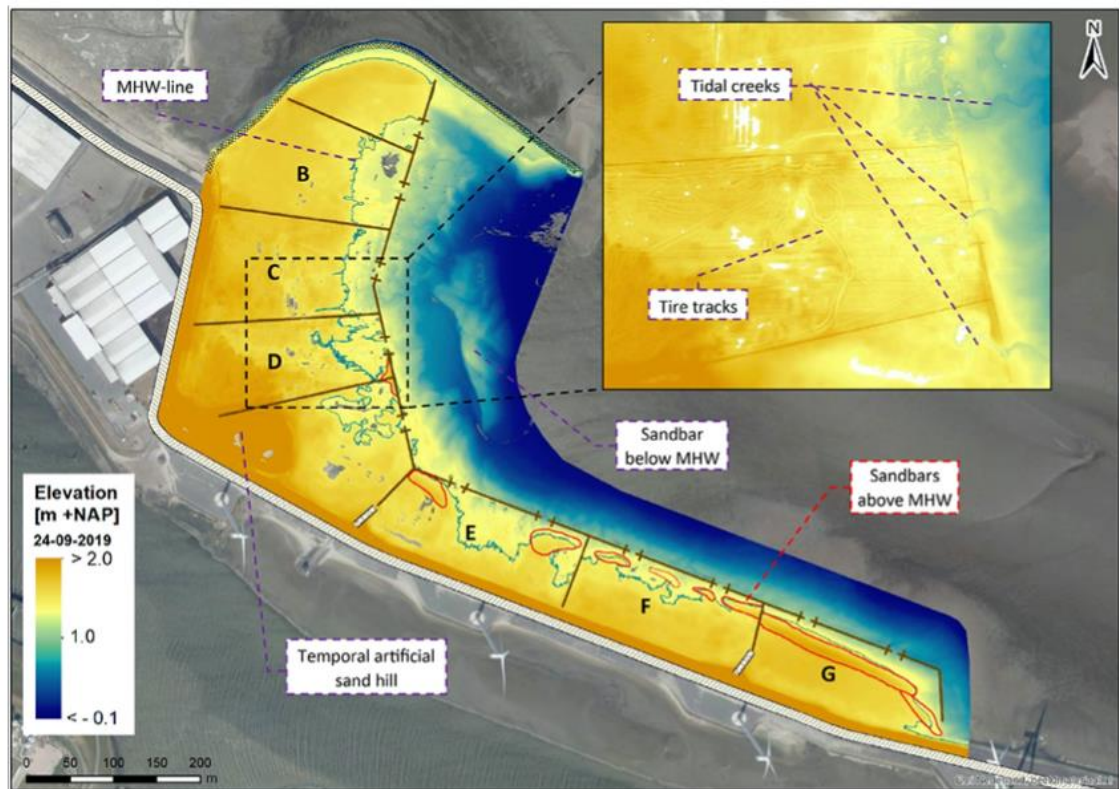 N
MHW-line
Tidal creeks
B
C
Tire tracks
D
Sandbar
below MHW
Sandbars
above MHW
Elevation
[m +NAP]
24-09-2019
> 2.0
1.0
< - 0.1
E
F
G
Temporal artificial
sand hill
0 50 100 150 200
m